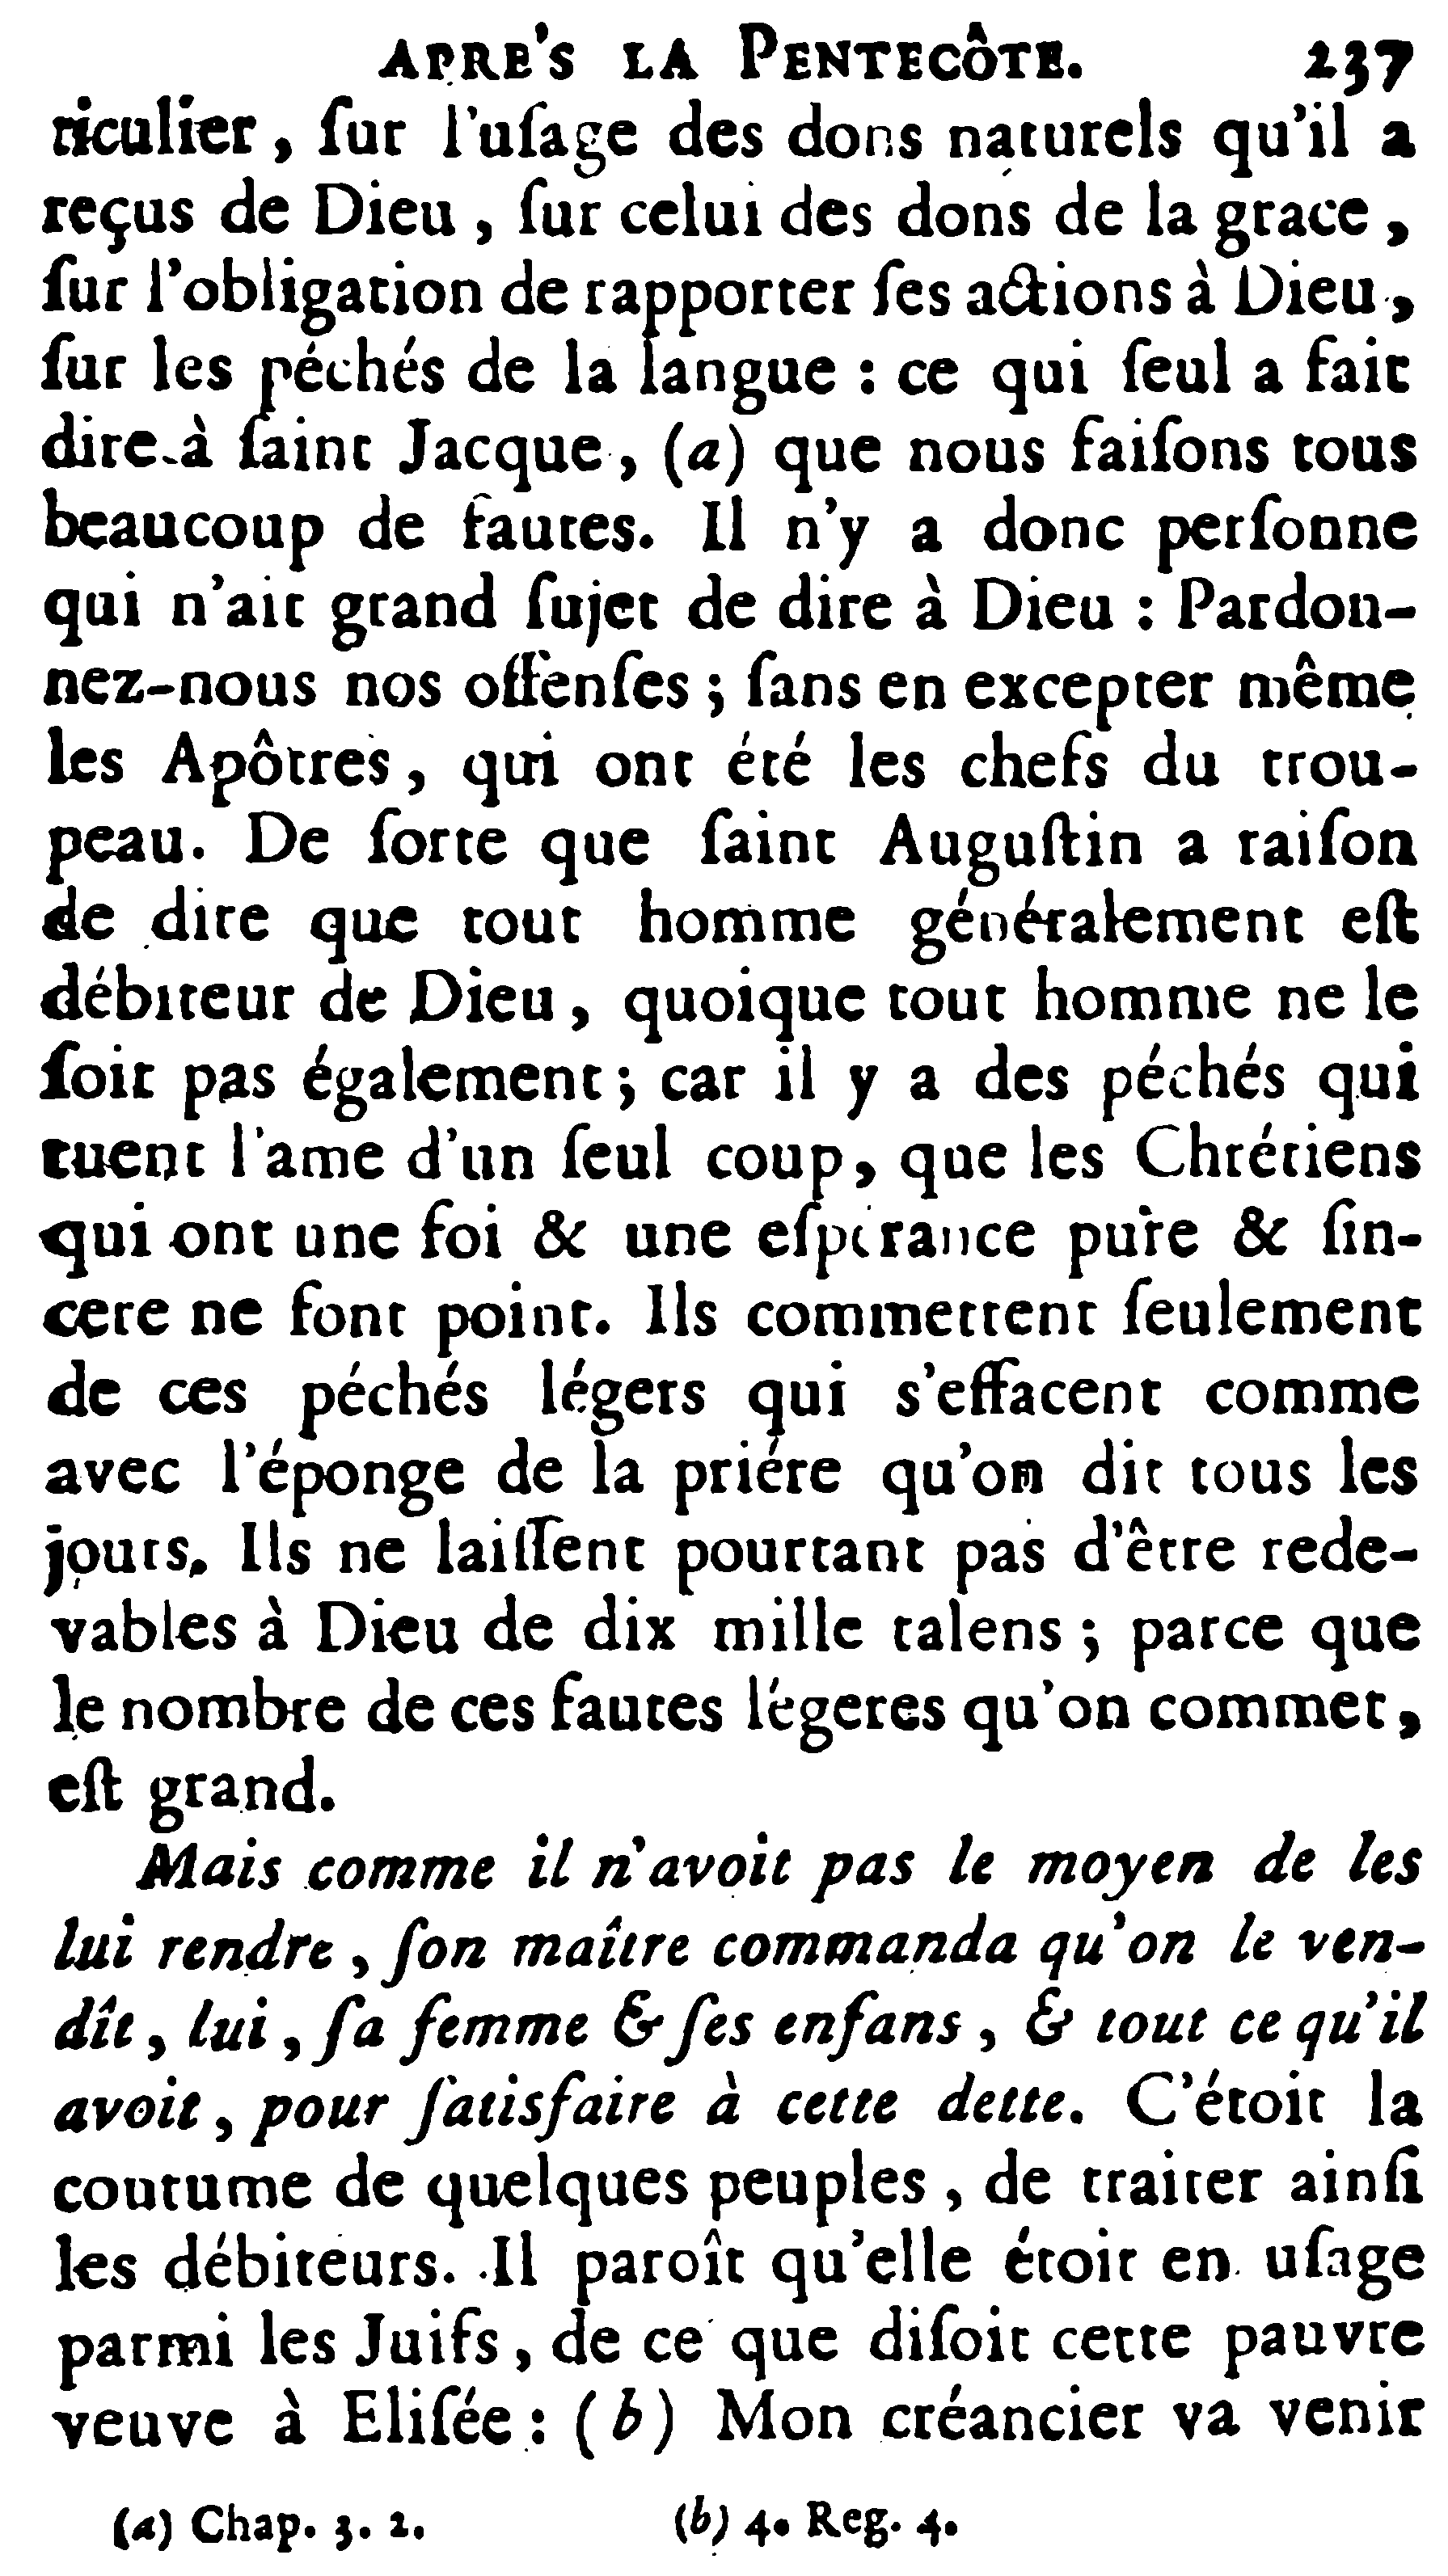 APRE'S LA PENTECÔTE. 237
ticulier, ſur l'uſage des dons naturels qu'il a
reçus de Dieu, ſur celui des dons de la grace,
ſur l'obligation de rapporter ſes actions à Dieu,
ſur les péchés de la langue : ce qui ſeul a fait
dire à ſaint Jacque, (a) que nous faiſons tous
beaucoup de fautes. Il n'y a donc perſonne
qui n'ait grand ſujet de dire à Dieu : Pardon-
nez-nous nos offenſes ; ſans en excepter même
les Apôtres, qui ont été les chefs du trou-
peau. De ſorte que ſaint Auguſtin a raiſon
de dire que tout homme généralement eſt
débiteur de Dieu, quoique tout homme ne le
ſoit pas également ; car il y a des péchés qui
tuent l'ame d'un ſeul coup, que les Chrétiens
qui ont une foi & une eſpérance pure & ſin-
cere ne font point. Ils commettent ſeulement
de ces péchés légers qui s'effacent comme
avec l'éponge de la priére qu'on dit tous les
jours. Ils ne laiſſent pourtant pas d'être rede-
vables à Dieu de dix mille talens ; parce que
le nombre de ces fautes légeres qu'on commet,
eſt grand.
Mais comme il n'avoit pas le moyen de les
lui rendre, ſon maître commanda qu'on le ven-
dît, lui, ſa femme & ſes enfans, & tout ce qu'il
avoit, pour ſatisfaire à cette dette. C'étoit la
coutume de quelques peuples, de traiter ainſi
les débiteurs. Il paroît qu'elle étoit en uſage
parmi les Juifs, de ce que diſoit cette pauvre
veuve à Eliſée : (b) Mon créancier va venir
(a) Chap. 3. 2. (b) 4. Reg. 4.